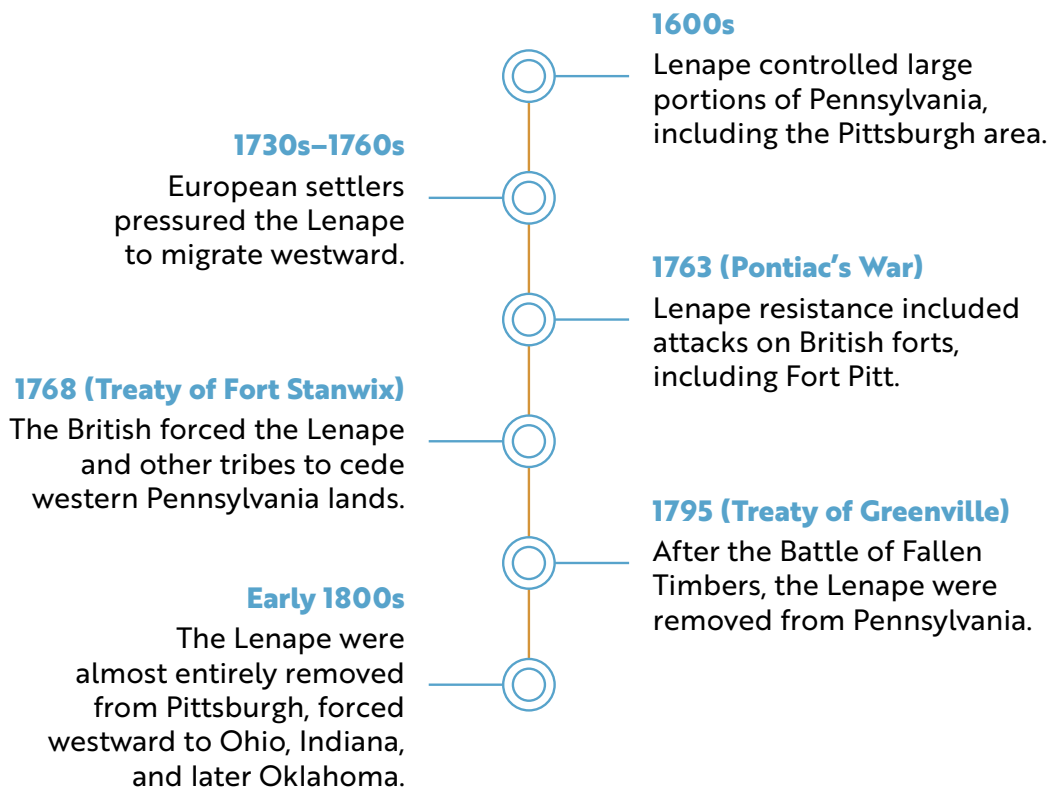 1600s
Lenape controlled large
portions of Pennsylvania,
including the Pittsburgh area.
1730s–1760s
European settlers
pressured the Lenape
to migrate westward.
1763 (Pontiac’s War)
Lenape resistance included
attacks on British forts,
including Fort Pitt.
1768 (Treaty of Fort Stanwix)
The British forced the Lenape
and other tribes to cede
western Pennsylvania lands.
1795 (Treaty of Greenville)
After the Battle of Fallen
Timbers, the Lenape were
removed from Pennsylvania.
Early 1800s
The Lenape were
almost entirely removed
from Pittsburgh, forced
westward to Ohio, Indiana,
and later Oklahoma.